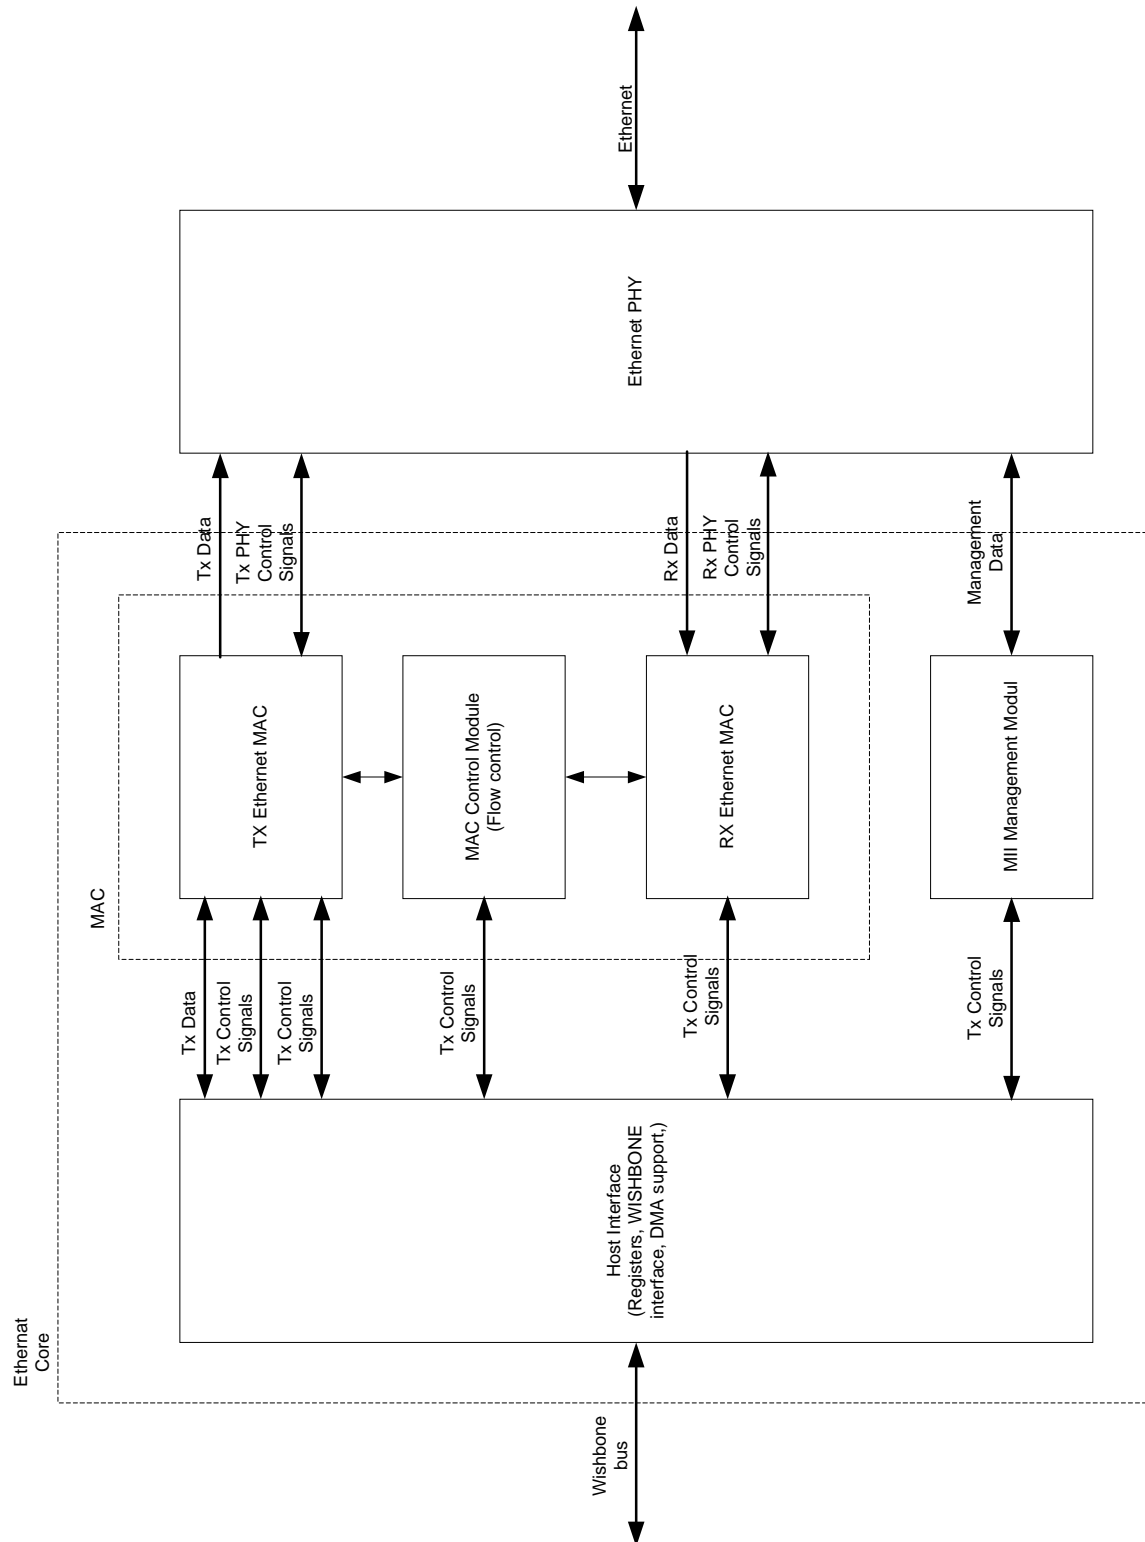 Ethernat
Core
Wishbone
bus
Host Interface
(Registers, WISHBONE
interface, DMA support,)
Tx Data
Tx Control
Signals
Tx Control
Signals
Tx Control
Signals
Tx Control
Signals
Tx Control
Signals
MAC
TX Ethernet MAC
MAC Control Module
(Flow control)
RX Ethernet MAC
MII Management Modul
Tx Data
Tx PHY
Control
Signals
Rx Data
Rx PHY
Control
Signals
Management
Data
Ethernet PHY
Ethernet